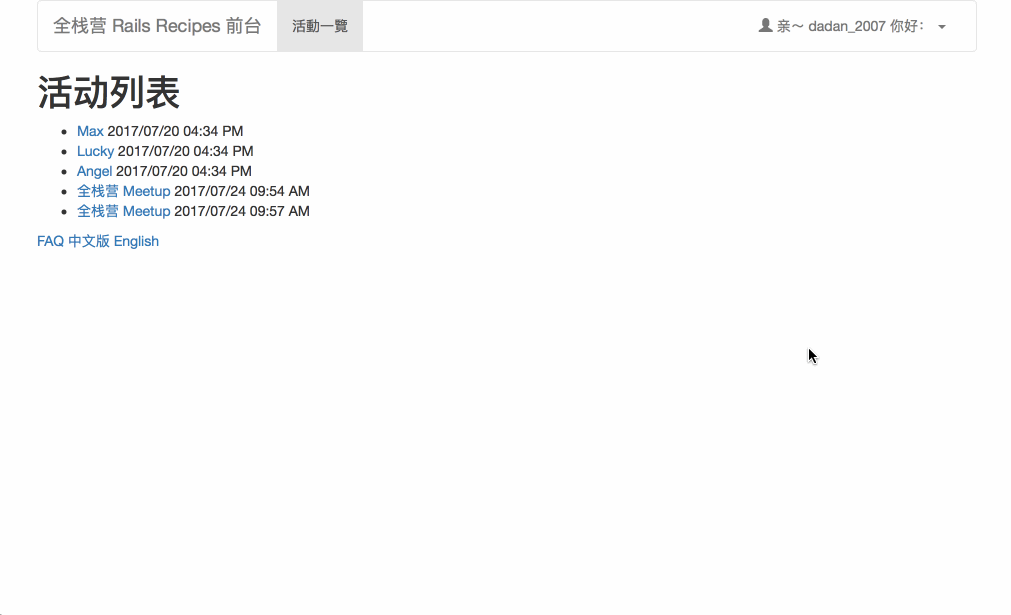 全栈营 Rails Recipes 前台 活動一覽 亲～ dadan_2007 你好：
活动列表
Max 2017/07/20 04:34 PM
Lucky 2017/07/20 04:34 PM
Angel 2017/07/20 04:34 PM
全栈营 Meetup 2017/07/24 09:54 AM
全栈营 Meetup 2017/07/24 09:57 AM
FAQ 中文版 English